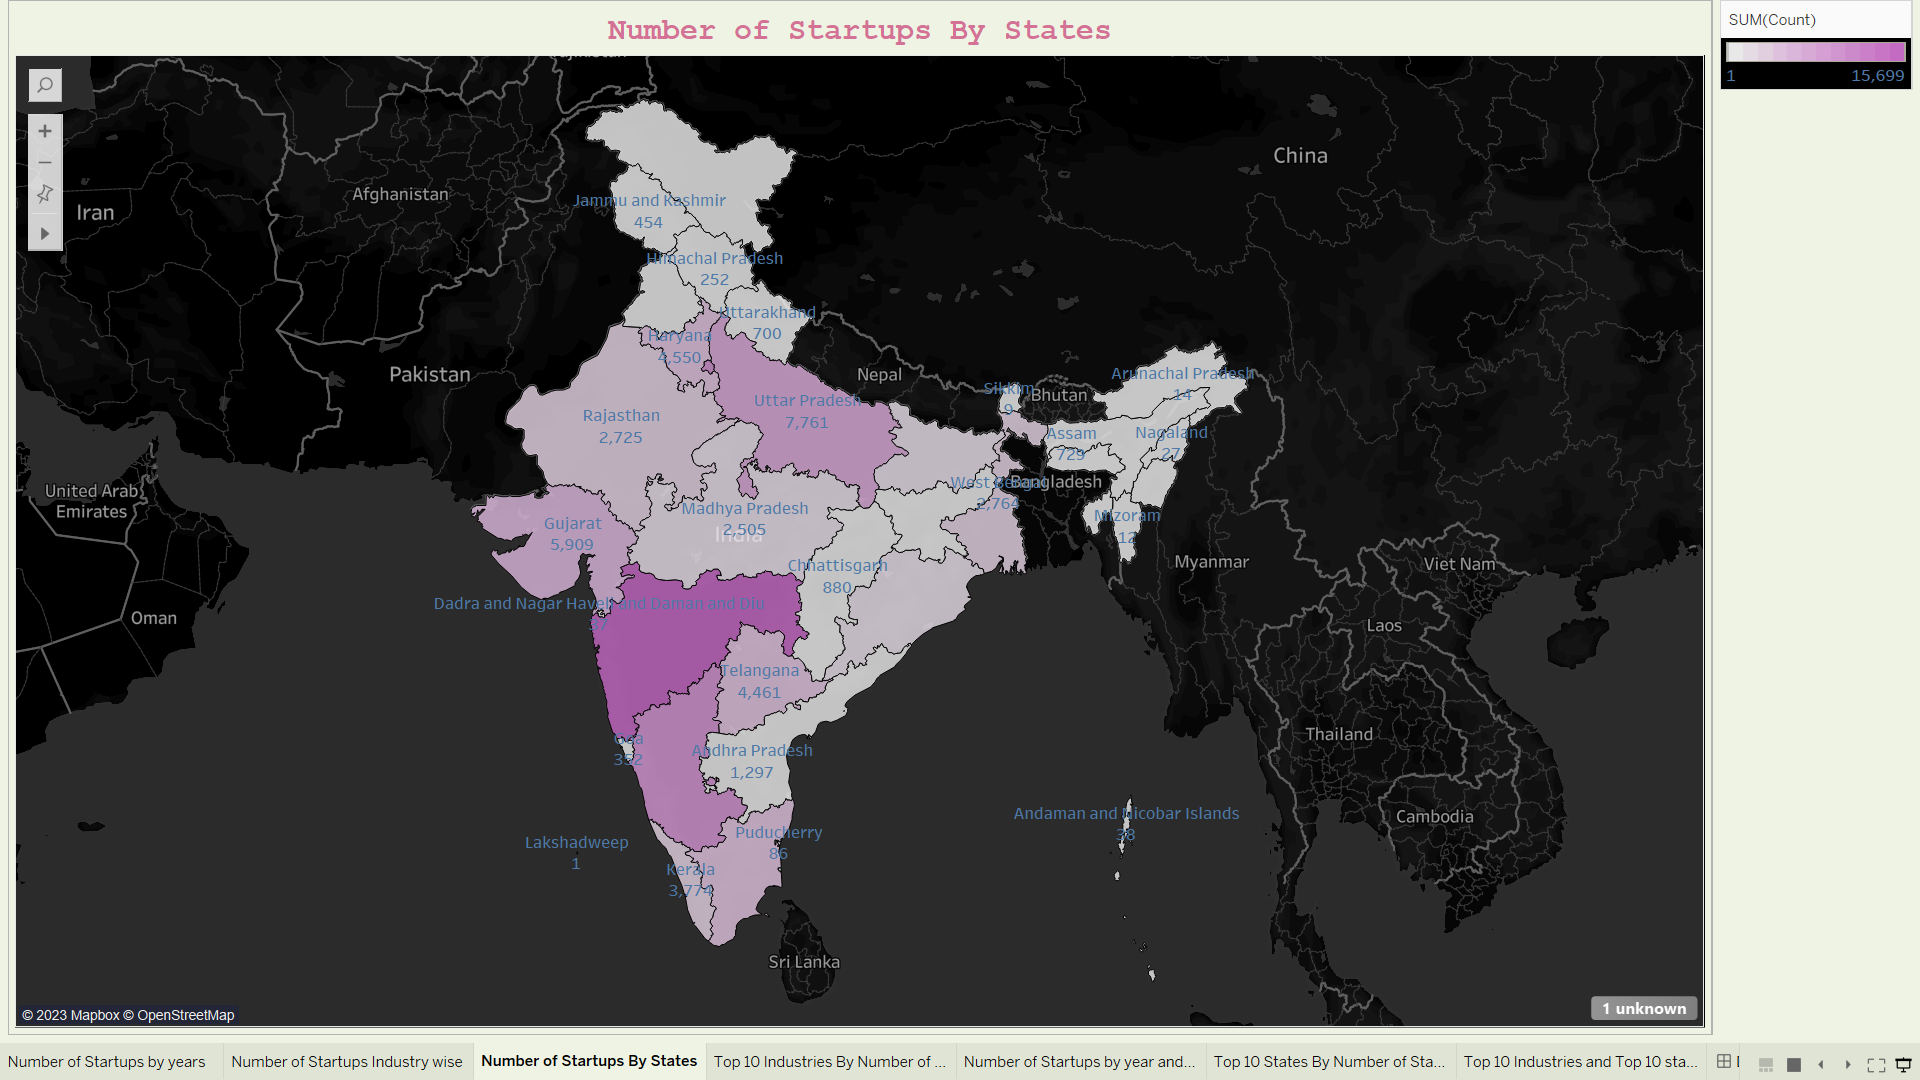 Number of Startups By States
SUM(Count)
1
15,699
China
Afghanistan
Iran
Jammu and Kashmir
454
Himachal Pradesh
252
Uttarakhand
700
Haryana
4,550
Pakistan
Nepal
Arunachal Pradesh
14
Sikkim
9
Bhutan
Uttar Pradesh
7,761
Rajasthan
2,725
Assam
729
Nagaland
27
West Bengal
2,764
Bangladesh
United Arab
Emirates
Madhya Pradesh
2,505
India
Gujarat
5,909
Mizoram
12
Chhattisgarh
880
Myanmar
Viet Nam
Dadra and Nagar Haveli and Daman and Diu
37
Oman
Laos
Telangana
4,461
Goa
352
Andhra Pradesh
1,297
Thailand
Andaman and Nicobar Islands
38
Cambodia
Puducherry
86
Lakshadweep
1
Kerala
3,774
Sri Lanka
© 2023 Mapbox © OpenStreetMap
1 unknown
Number of Startups by years
Number of Startups Industry wise
Number of Startups By States
Top 10 Industries By Number of ...
Number of Startups by year and...
Top 10 States By Number of Sta...
Top 10 Industries and Top 10 sta...